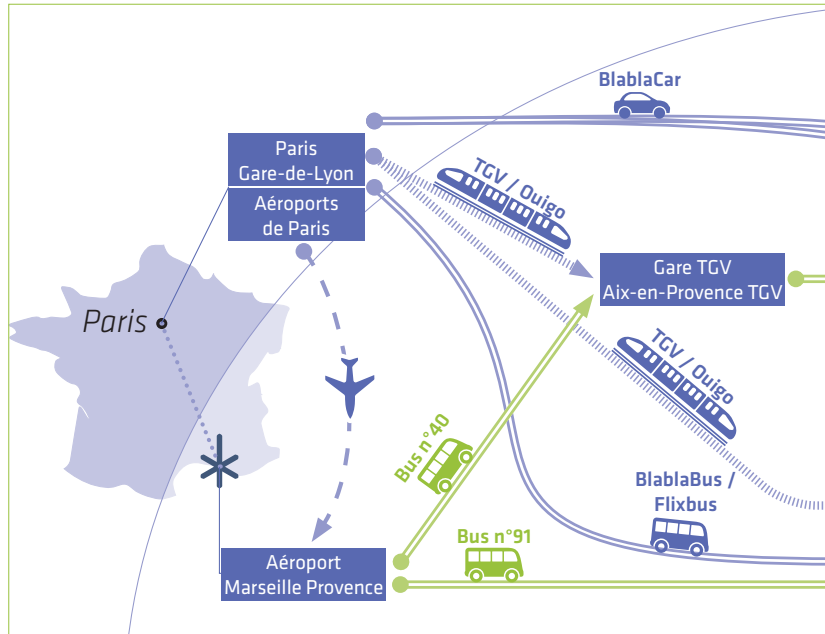 BlablaCar
Paris
Gare-de-Lyon
Aéroports
de Paris
TGV / Ouigo
Gare TGV
Aix-en-Provence TGV
Paris
TGV / Ouigo
Bus n°40
BlablaBus /
Flixbus
Bus n°91
Aéroport
Marseille Provence